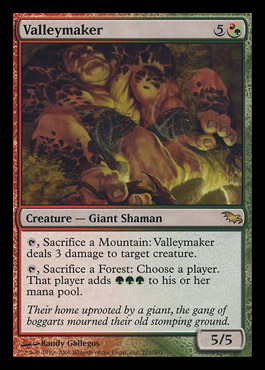 Valleymaker 5
Creature — Giant Shaman
, Sacrifice a Mountain: Valleymaker
deals 3 damage to target creature.
, Sacrifice a Forest: Choose a player.
That player adds to his or her
mana pool.
Their home uprooted by a giant, the gang of
boggarts mourned their old stomping ground.
Randy Gallegos
5/5